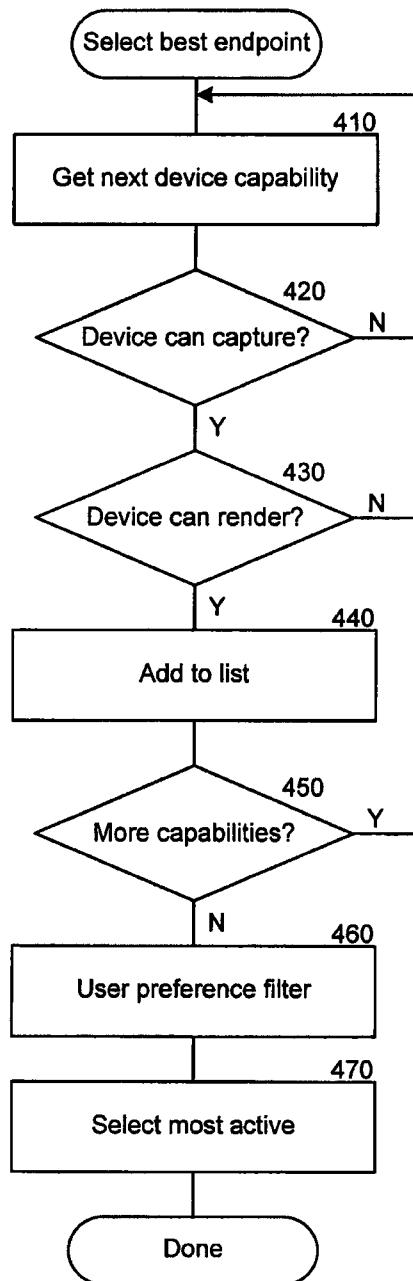 Select best endpoint
410
Get next device capability
420
Device can capture?
N
Y
430
Device can render?
N
Y
440
Add to list
450
More capabilities?
Y
N
460
User preference filter
470
Select most active
Done